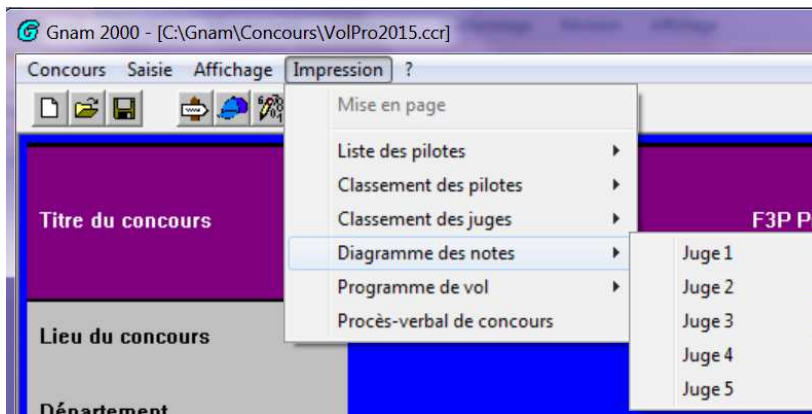 Gnam 2000 - [C:\Gnam\Concours\VolPro2015.ccr]
Concours Saisie Affichage Impression ?
Mise en page
Liste des pilotes
Classement des pilotes
Titre du concours
Classement des juges
F3P P
Diagramme des notes
Juge 1
Programme de vol
Juge 2
Procès-verbal de concours
Juge 3
Lieu du concours
Juge 4
Juge 5
Département